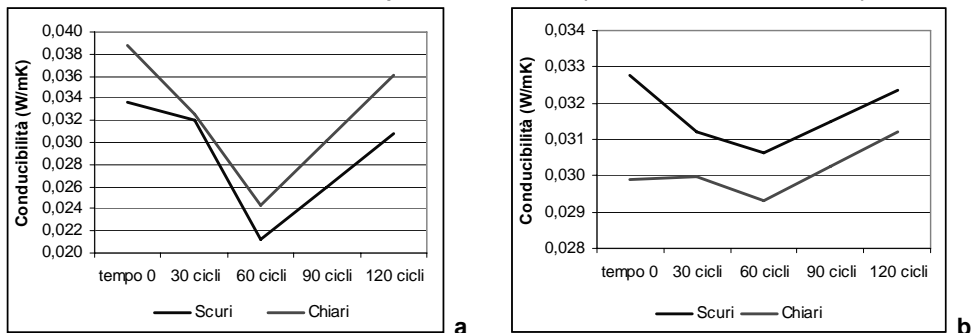 Conducibilità (W/mK)
0,040
0,038
0,036
0,034
0,032
0,030
0,028
0,026
0,024
0,022
0,020
tempo 0 30 cicli 60 cicli 90 cicli 120 cicli
Scuri Chiari
a
Conducibilità (W/mK)
0,034
0,033
0,032
0,031
0,030
0,029
0,028
tempo 0 30 cicli 60 cicli 90 cicli 120 cicli
Scuri Chiari
b